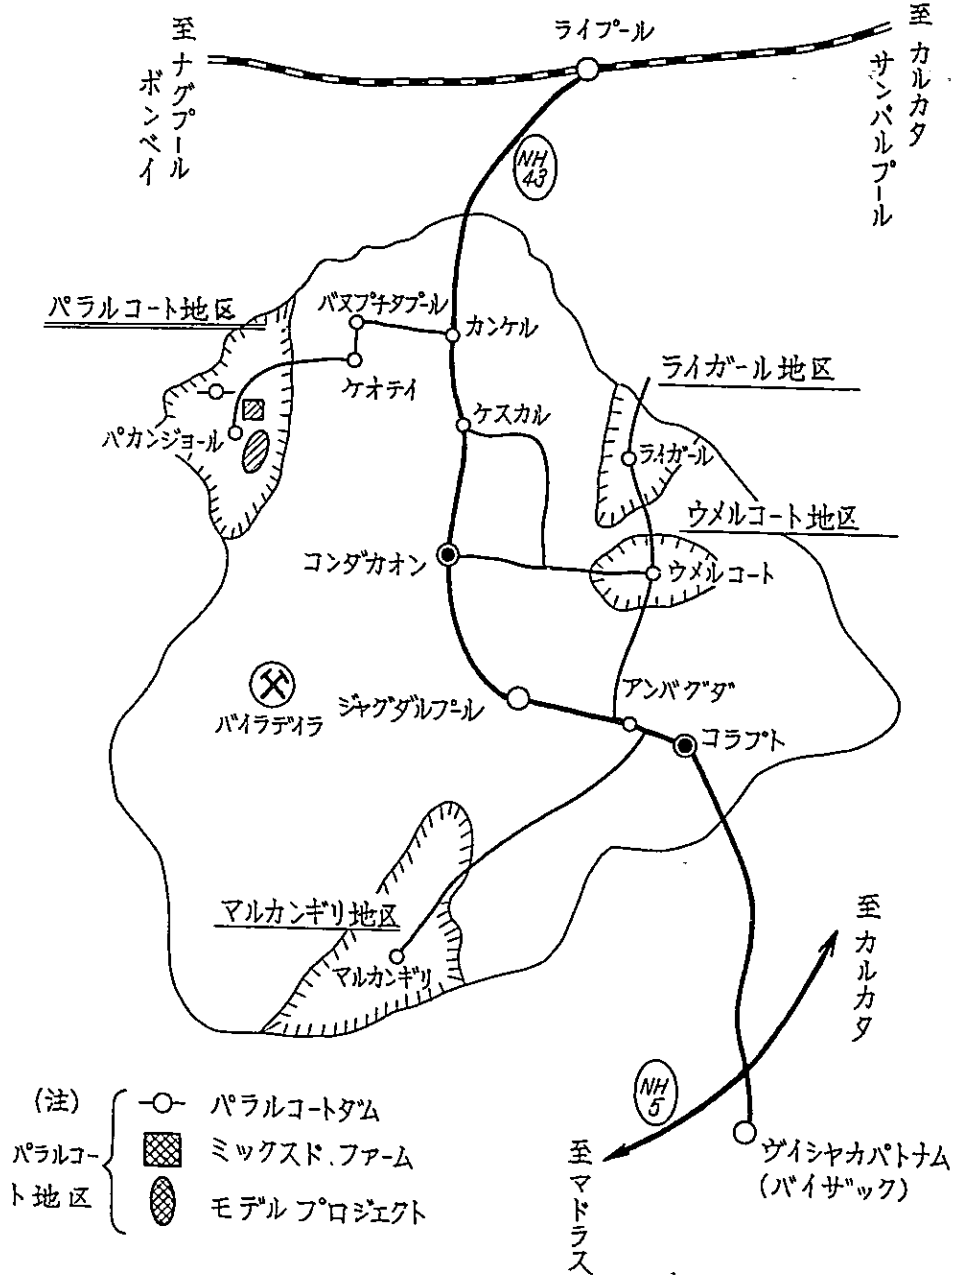 ライプール
至ナグプール
ボンベイ
至カルカタ
サンバルプール
NH
43
パラルコート地区
バヌプチタプール
カンケル
ケオテイ
ライガール地区
ケスカル
パカンジョール
ライガール
ウメルコート地区
コンダカオン
ウメルコート
バイラデイラ
ジャグダルプール
アンバグダ
コラプト
マルカンギリ地区
マルカンギリ
至カルカタ
NH
5
至マドラス
ヴイシヤカパトナム
(バイザック)
(注)
パラルコー
ト地区
パラルコートダム
ミックスド.ファーム
モデルプロジェクト